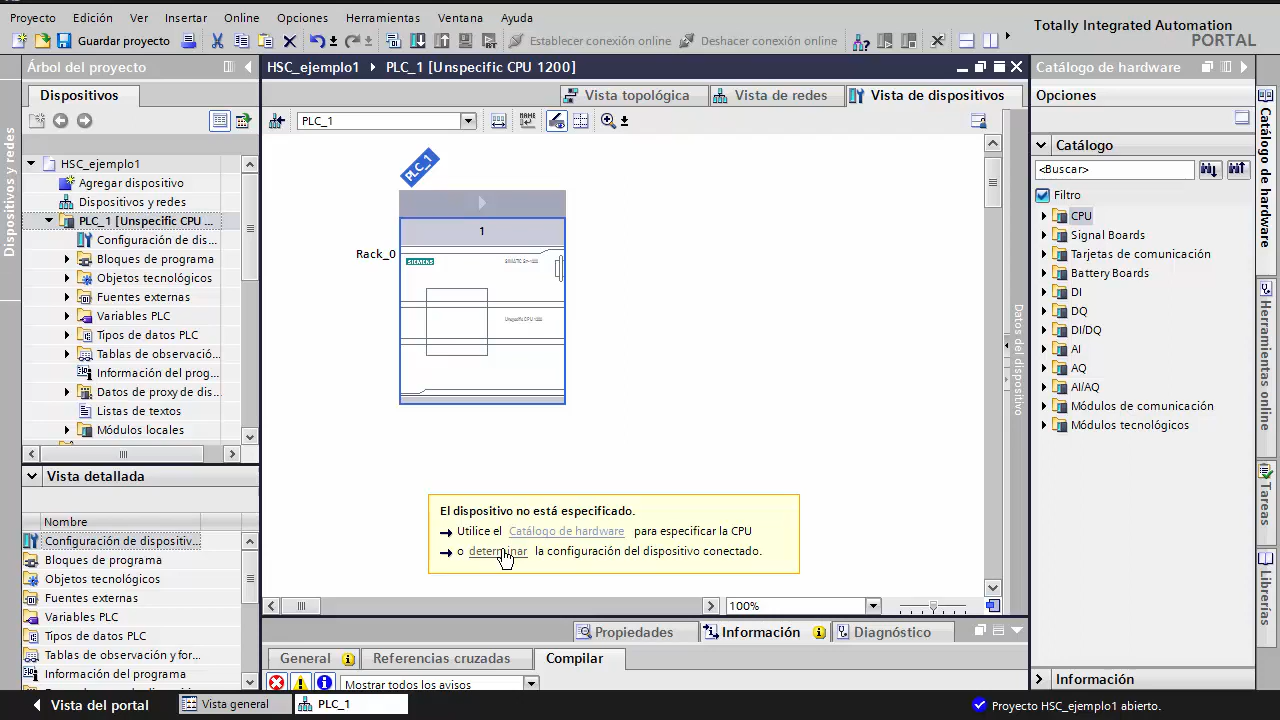 Proyecto Edición Ver Insertar Online Opciones Herramientas Ventana Ayuda
Guardar proyecto Establecer conexión online Deshacer conexión online
Totally Integrated Automation
PORTAL
Árbol del proyecto
HSC_ejemplo1 PLC_1 [Unspecific CPU 1200]
Catálogo de hardware
Dispositivos
Vista topológica Vista de redes Vista de dispositivos
Opciones
PLC_1
Catálogo
<Buscar>
Filtro
CPU
Signal Boards
Tarjetas de comunicación
Battery Boards
DI
DQ
DI/DQ
AI
AQ
AI/AQ
Módulos de comunicación
Módulos tecnológicos
Información
HSC_ejemplo1
Agregar dispositivo
Dispositivos y redes
PLC_1 [Unspecific CPU ...
Configuración de dis...
Bloques de programa
Objetos tecnológicos
Fuentes externas
Variables PLC
Tipos de datos PLC
Tablas de observació...
Información del prog...
Datos de proxy de dis...
Listas de textos
Módulos locales
Vista detallada
Nombre
Configuración de dispositiv...
Bloques de programa
Objetos tecnológicos
Fuentes externas
Variables PLC
Tipos de datos PLC
Tablas de observación y for...
Información del programa
PLC_1
1
Rack_0
SIEMENS
SIMATIC S7-1200
Unspecific CPU 1200
El dispositivo no está especificado.
Utilice el Catálogo de hardware para especificar la CPU
o determinar la configuración del dispositivo conectado.
100%
Propiedades Información Diagnóstico
General Referencias cruzadas Compilar
Mostrar todos los avisos
Dispositivos y redes
Datos del dispositivo
Catálogo de hardware
Herramientas online
Tareas
Librerías
Vista del portal Vista general PLC_1
Proyecto HSC_ejemplo1 abierto.